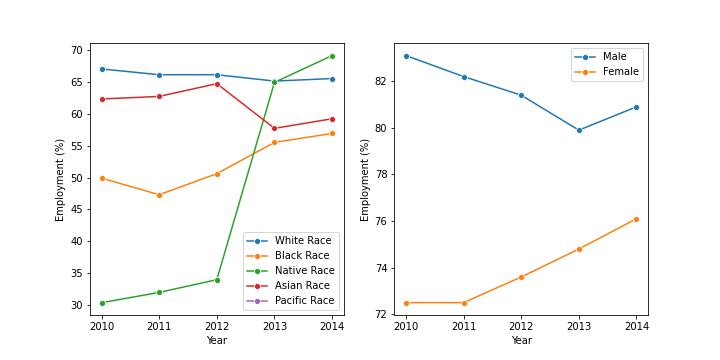 70
65
60
55
50
45
40
35
30
Employment (%)
2010 2011 2012 2013 2014
Year
White Race
Black Race
Native Race
Asian Race
Pacific Race
82
80
78
76
74
72
Employment (%)
2010 2011 2012 2013 2014
Year
Male
Female